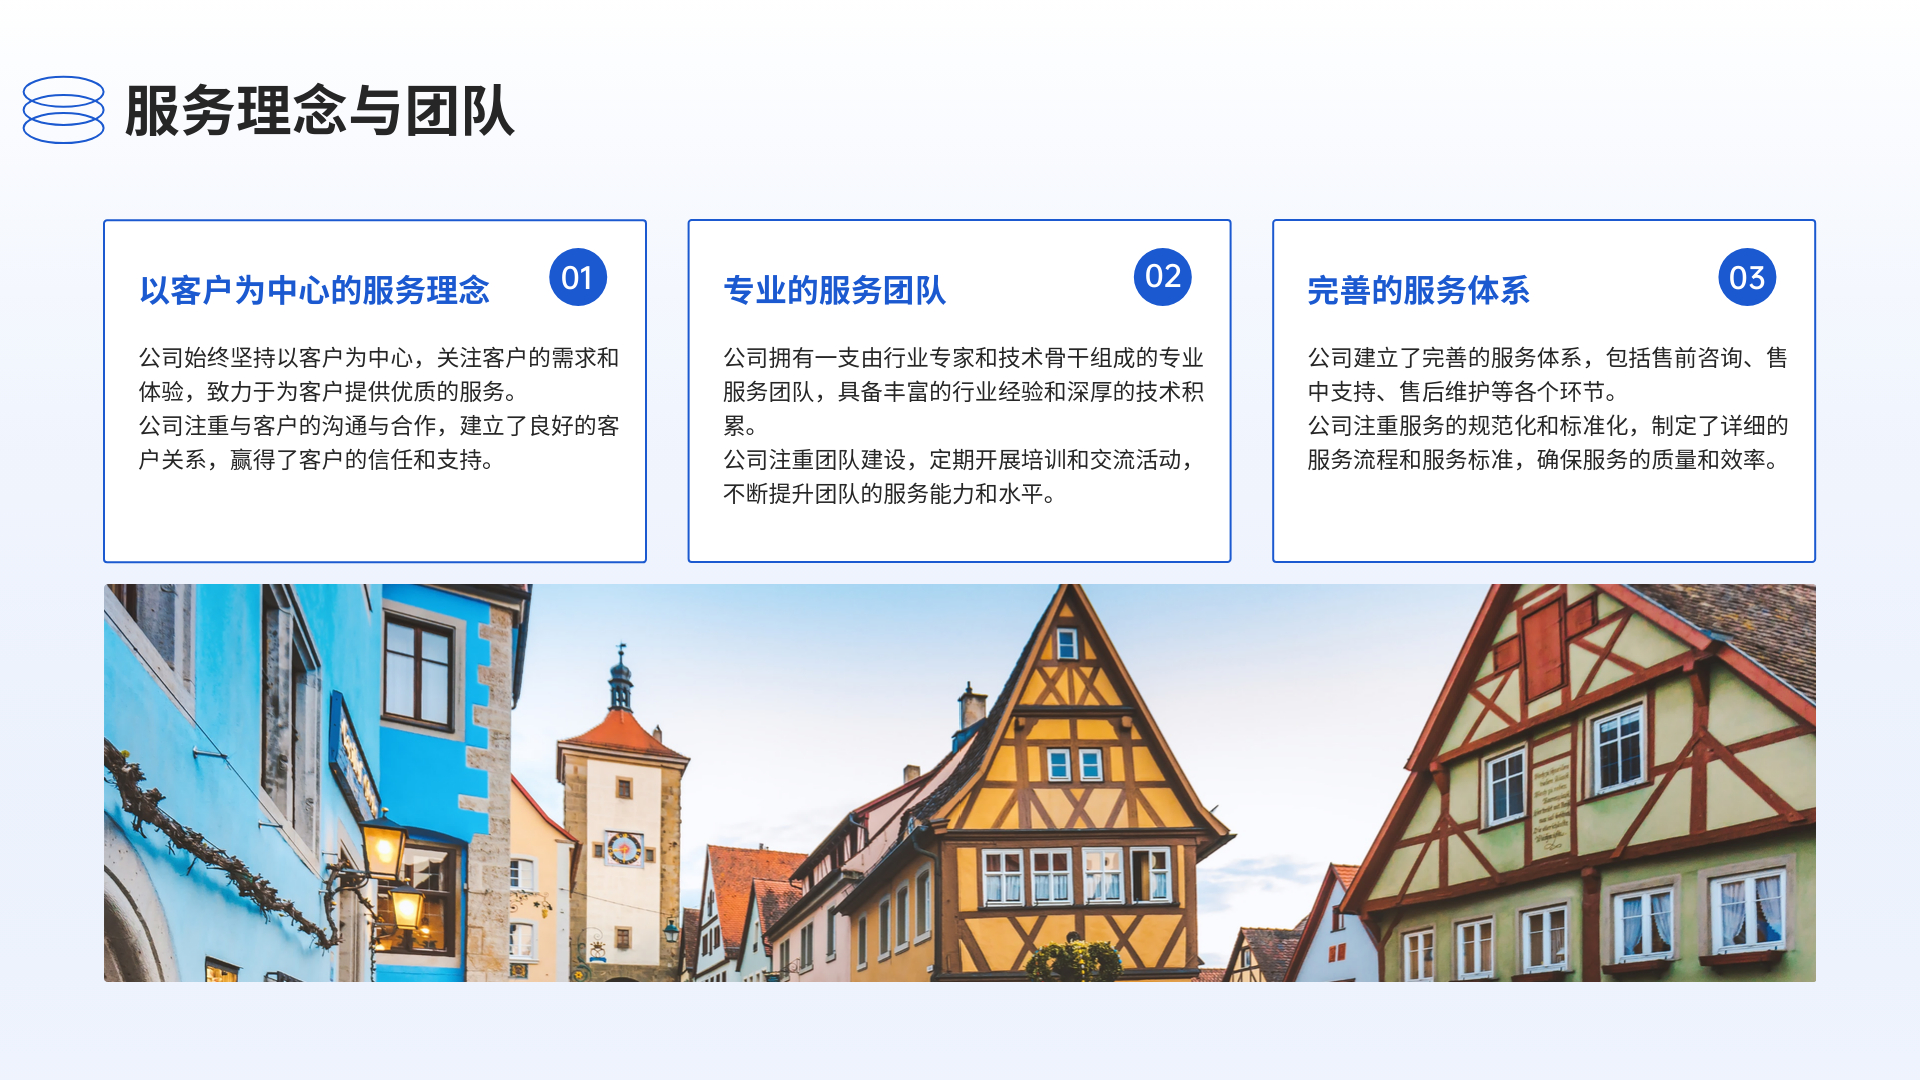 服务理念与团队
以客户为中心的服务理念
01
公司始终坚持以客户为中心，关注客户的需求和
体验，致力于为客户提供优质的服务。
公司注重与客户的沟通与合作，建立了良好的客
户关系，赢得了客户的信任和支持。
专业的服务团队
02
公司拥有一支由行业专家和技术骨干组成的专业
服务团队，具备丰富的行业经验和深厚的技术积
累。
公司注重团队建设，定期开展培训和交流活动，
不断提升团队的服务能力和水平。
完善的服务体系
03
公司建立了完善的服务体系，包括售前咨询、售
中支持、售后维护等各个环节。
公司注重服务的规范化和标准化，制定了详细的
服务流程和服务标准，确保服务的质量和效率。